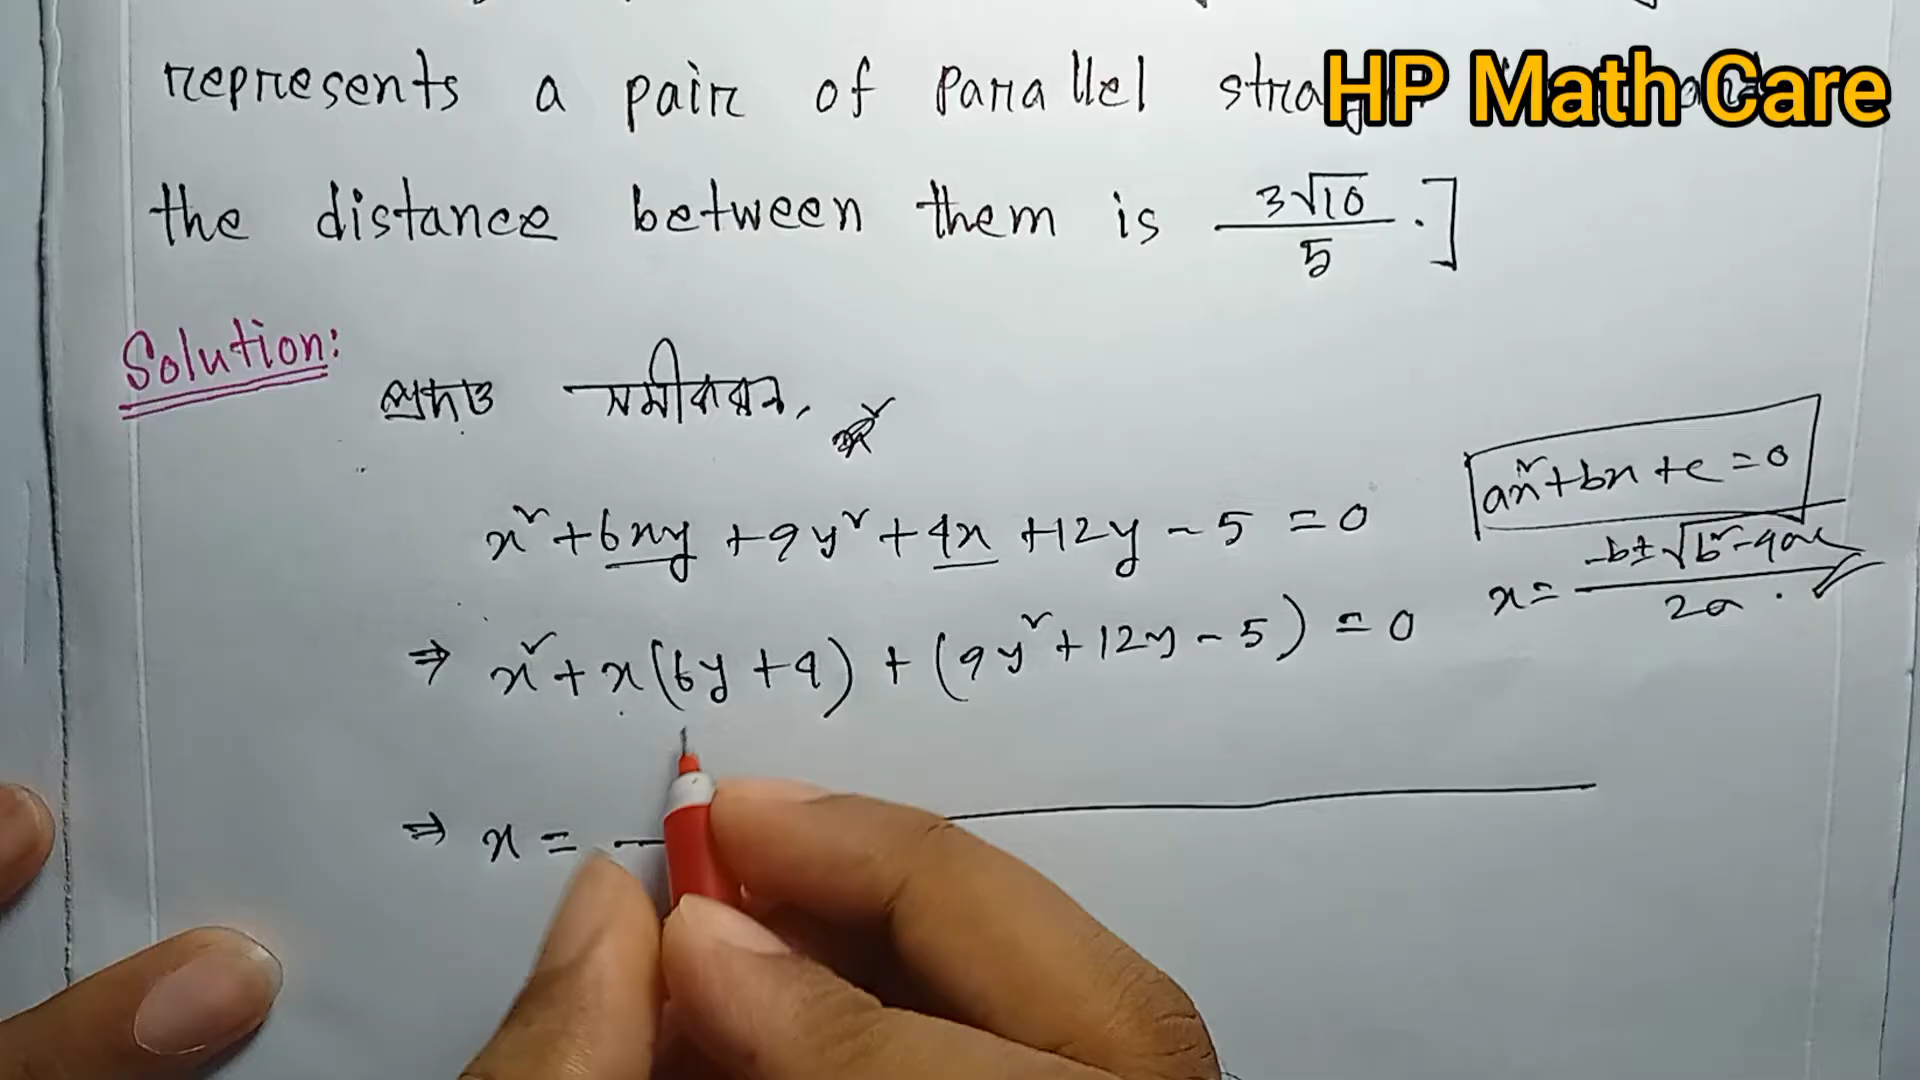 HP Math Care
represents a pair of parallel
the distance between them is 3√10/5 .]
Solution:
প্রদত্ত সমীকরন,
x² + 6xy + 9y² + 4x + 12y - 5 = 0
⇒ x² + x(6y + 4) + (9y² + 12y - 5) = 0
⇒ x =
ax² + bx + c = 0
x = -b ± √b² - 4ac / 2a .